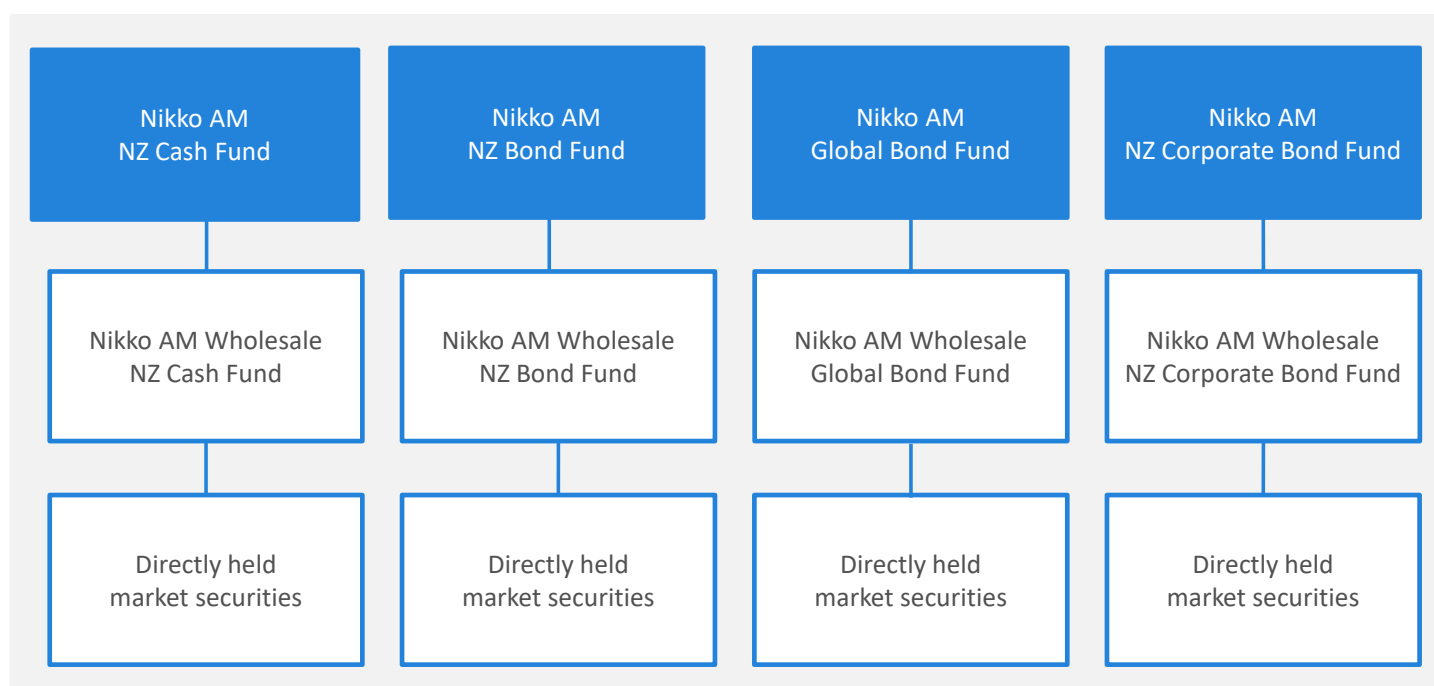 Nikko AM
NZ Cash Fund
Nikko AM
NZ Bond Fund
Nikko AM
Global Bond Fund
Nikko AM
NZ Corporate Bond Fund
Nikko AM Wholesale
NZ Cash Fund
Nikko AM Wholesale
NZ Bond Fund
Nikko AM Wholesale
Global Bond Fund
Nikko AM Wholesale
NZ Corporate Bond Fund
Directly held
market securities
Directly held
market securities
Directly held
market securities
Directly held
market securities